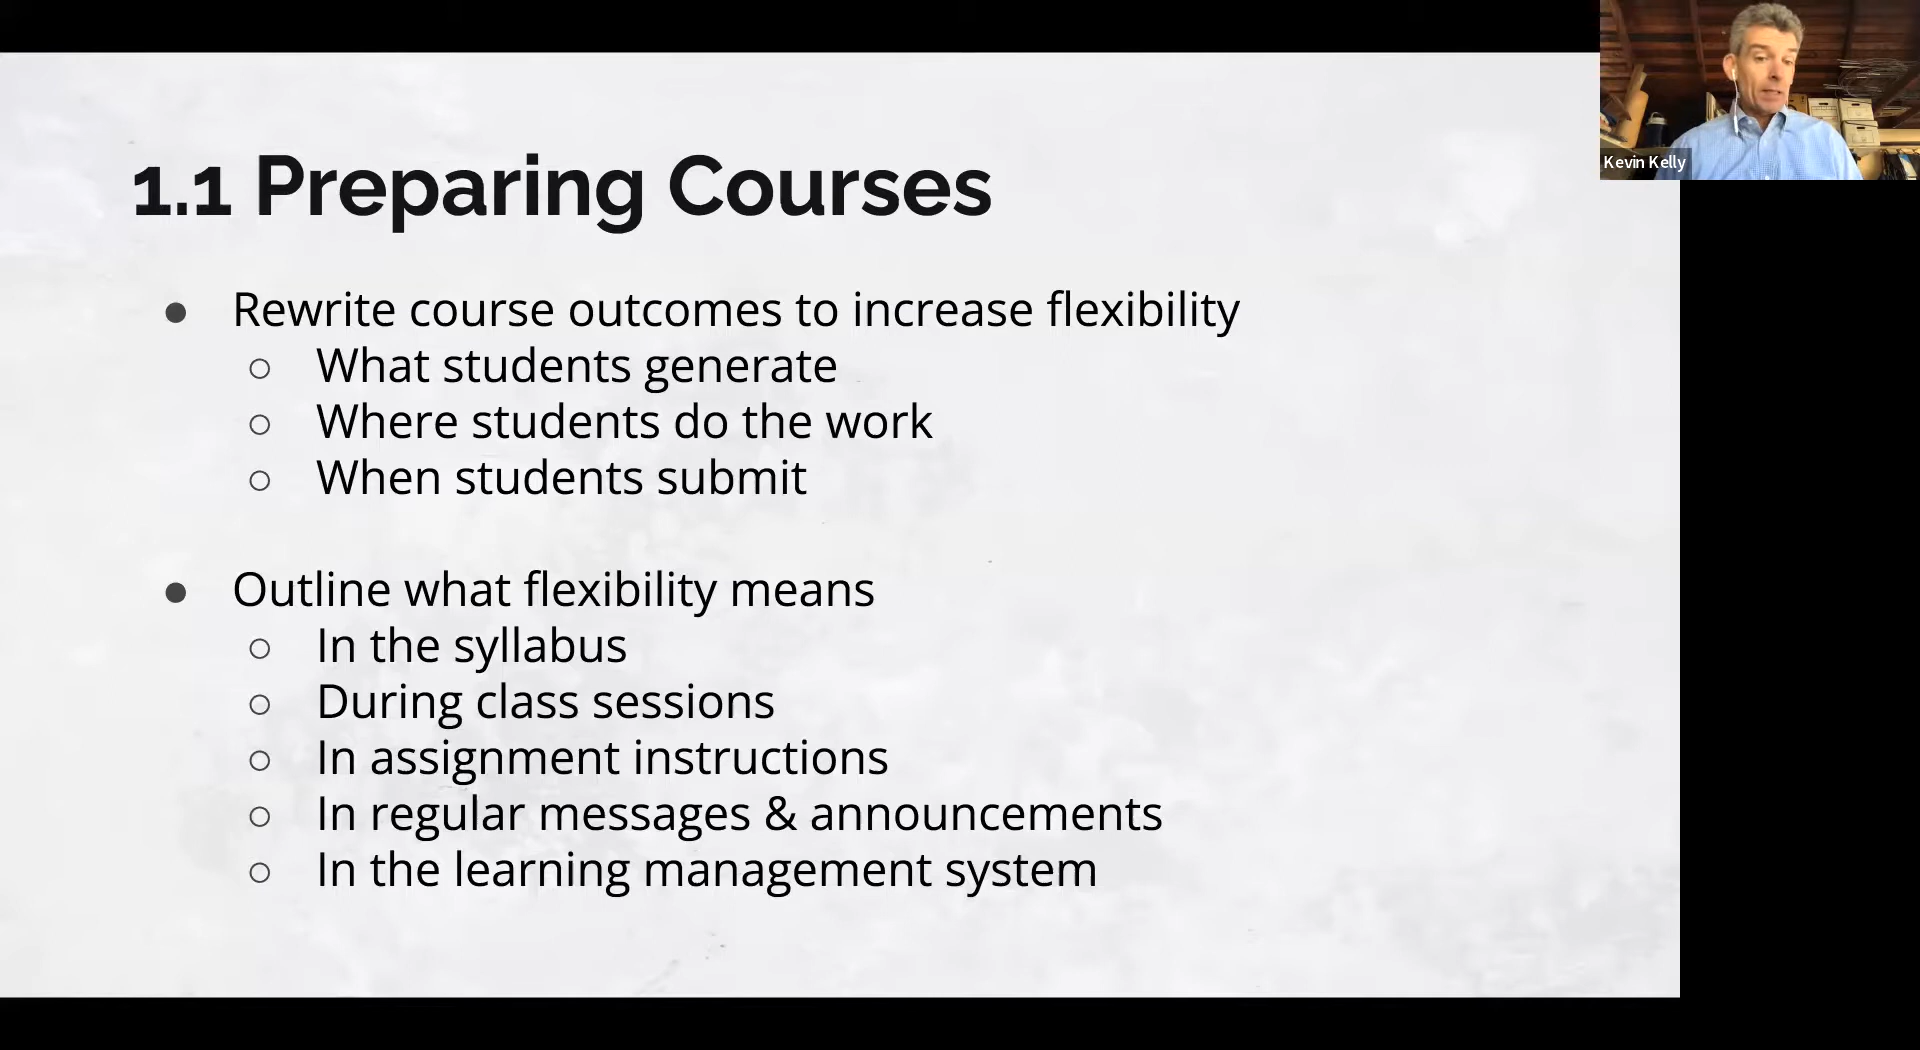 1.1 Preparing Courses
● Rewrite course outcomes to increase flexibility
○ What students generate
○ Where students do the work
○ When students submit
● Outline what flexibility means
○ In the syllabus
○ During class sessions
○ In assignment instructions
○ In regular messages & announcements
○ In the learning management system
Kevin Kelly